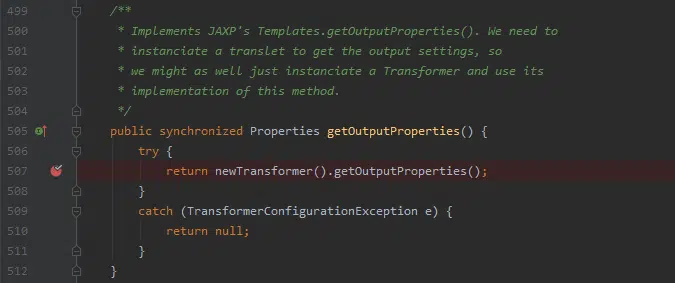 499 /**
500 * Implements JAXP's Templates.getOutputProperties(). We need to
501 * instanciate a translet to get the output settings, so
502 * we might as well just instanciate a Transformer and use its
503 * implementation of this method.
504 */
505 public synchronized Properties getOutputProperties() {
506 try {
507 return newTransformer().getOutputProperties();
508 }
509 catch (TransformerConfigurationException e) {
510 return null;
511 }
512 }